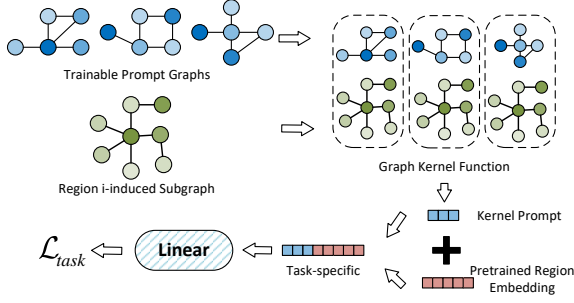 Trainable Prompt Graphs
Region i-induced Subgraph
Graph Kernel Function
Kernel Prompt
+
Pretrained Region
Embedding
Task-specific
Linear
ℒtask